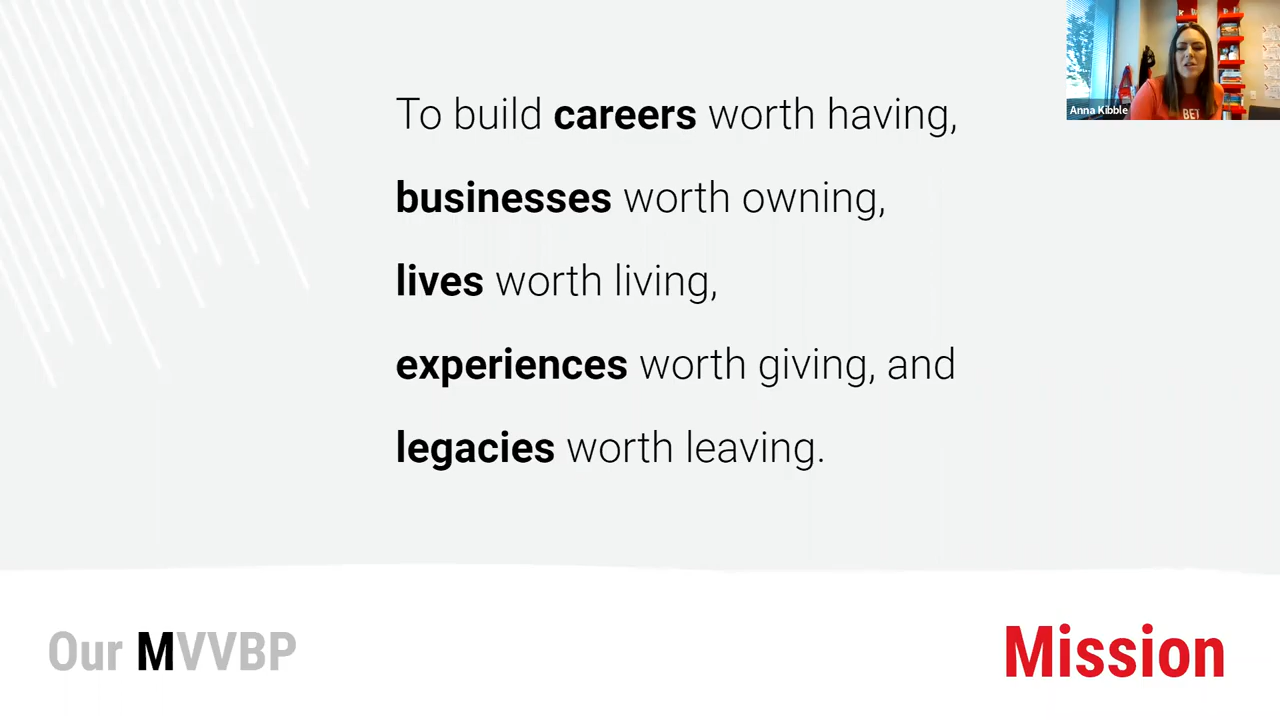 To build careers worth having,
businesses worth owning,
lives worth living,
experiences worth giving, and
legacies worth leaving.
Anna Kibble
BET
Our MVVBP
Mission